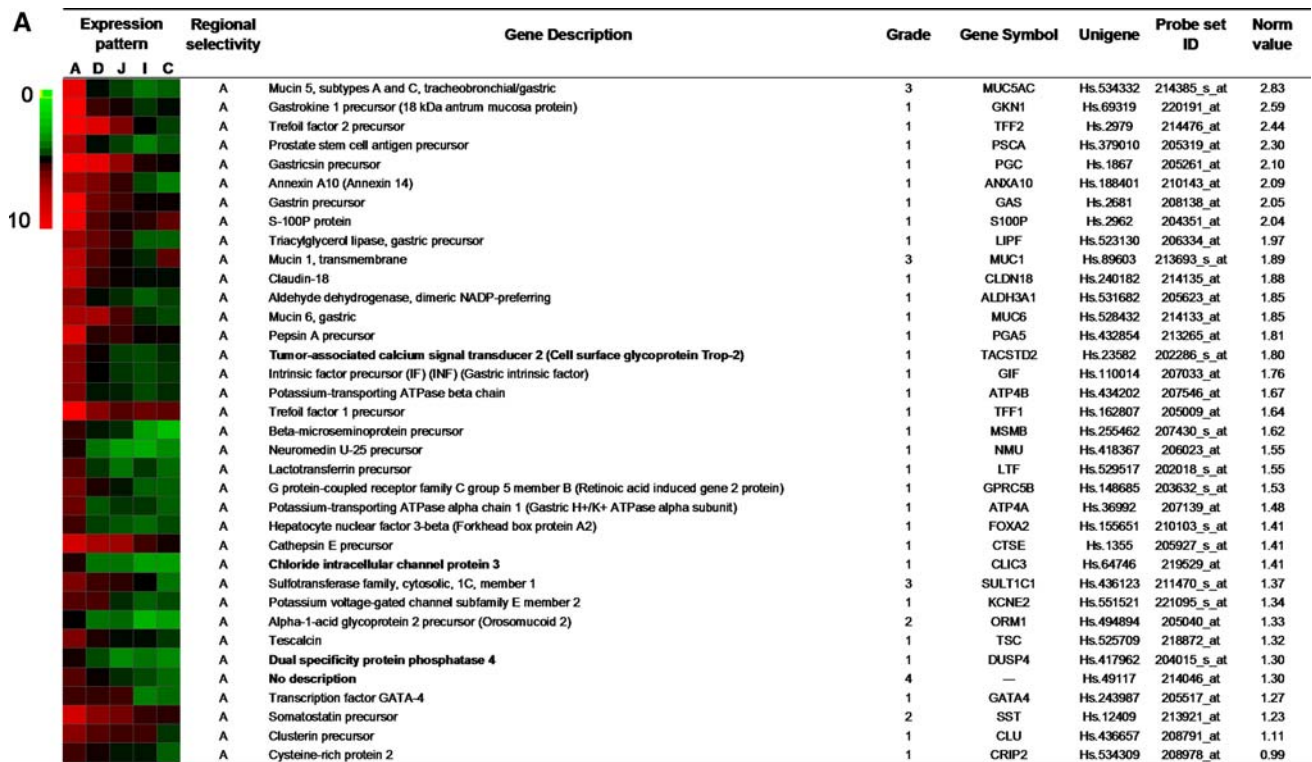 A
Expression pattern Regional selectivity Gene Description Grade Gene Symbol Unigene Probe set ID Norm value
A D J I C
0
10
A Mucin 5, subtypes A and C, tracheobronchial/gastric 3 MUC5AC Hs.534332 214385_s_at 2.83
A Gastrokine 1 precursor (18 kDa antrum mucosa protein) 1 GKN1 Hs.69319 220191_at 2.59
A Trefoil factor 2 precursor 1 TFF2 Hs.2979 214476_at 2.44
A Prostate stem cell antigen precursor 1 PSCA Hs.379010 205319_at 2.30
A Gastricsin precursor 1 PGC Hs.1867 205261_at 2.10
A Annexin A10 (Annexin 14) 1 ANXA10 Hs.188401 210143_at 2.09
A Gastrin precursor 1 GAS Hs.2681 208138_at 2.05
A S-100P protein 1 S100P Hs.2962 204351_at 2.04
A Triacylglycerol lipase, gastric precursor 1 LIPF Hs.523130 206334_at 1.97
A Mucin 1, transmembrane 3 MUC1 Hs.89603 213693_s_at 1.89
A Claudin-18 1 CLDN18 Hs.240182 214135_at 1.88
A Aldehyde dehydrogenase, dimeric NADP-preferring 1 ALDH3A1 Hs.531682 205623_at 1.85
A Mucin 6, gastric 1 MUC6 Hs.528432 214133_at 1.85
A Pepsin A precursor 1 PGA5 Hs.432854 213265_at 1.81
A Tumor-associated calcium signal transducer 2 (Cell surface glycoprotein Trop-2) 1 TACSTD2 Hs.23582 202286_s_at 1.80
A Intrinsic factor precursor (IF) (INF) (Gastric intrinsic factor) 1 GIF Hs.110014 207033_at 1.76
A Potassium-transporting ATPase beta chain 1 ATP4B Hs.434202 207546_at 1.67
A Trefoil factor 1 precursor 1 TFF1 Hs.162807 205009_at 1.64
A Beta-microseminoprotein precursor 1 MSMB Hs.255462 207430_s_at 1.62
A Neuromedin U-25 precursor 1 NMU Hs.418367 206023_at 1.55
A Lactotransferrin precursor 1 LTF Hs.529517 202018_s_at 1.55
A G protein-coupled receptor family C group 5 member B (Retinoic acid induced gene 2 protein) 1 GPRC5B Hs.148685 203632_s_at 1.53
A Potassium-transporting ATPase alpha chain 1 (Gastric H+/K+ ATPase alpha subunit) 1 ATP4A Hs.36992 207139_at 1.48
A Hepatocyte nuclear factor 3-beta (Forkhead box protein A2) 1 FOXA2 Hs.155651 210103_s_at 1.41
A Cathepsin E precursor 1 CTSE Hs.1355 205927_s_at 1.41
A Chloride intracellular channel protein 3 1 CLIC3 Hs.64746 219529_at 1.41
A Sulfotransferase family, cytosolic, 1C, member 1 3 SULT1C1 Hs.436123 211470_s_at 1.37
A Potassium voltage-gated channel subfamily E member 2 1 KCNE2 Hs.551521 221095_s_at 1.34
A Alpha-1-acid glycoprotein 2 precursor (Orosomucoid 2) 2 ORM1 Hs.494894 205040_at 1.33
A Tescalcin 1 TSC Hs.525709 218872_at 1.32
A Dual specificity protein phosphatase 4 1 DUSP4 Hs.417962 204015_s_at 1.30
A No description 4 — Hs.49117 214046_at 1.30
A Transcription factor GATA-4 1 GATA4 Hs.243987 205517_at 1.27
A Somatostatin precursor 2 SST Hs.12409 213921_at 1.23
A Clusterin precursor 1 CLU Hs.436657 208791_at 1.11
A Cysteine-rich protein 2 1 CRIP2 Hs.534309 208978_at 0.99